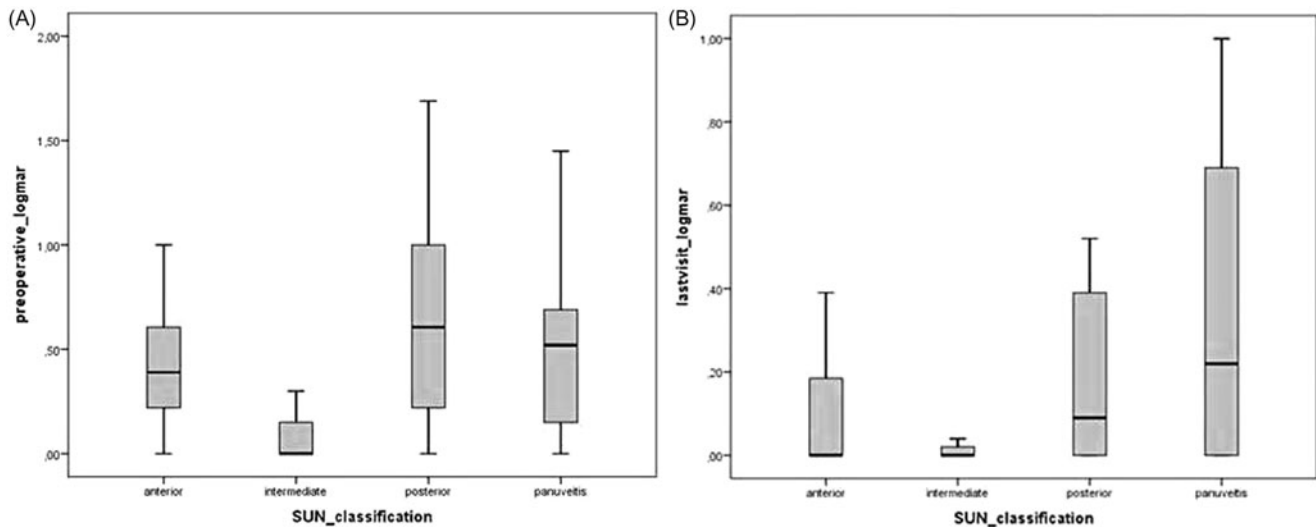 (A)
2,00
1,50
1,00
,50
,00
preoperative_logmar
anterior intermediate posterior panuveitis
SUN_classification
(B)
1,00
,80
,60
,40
,20
,00
lastvisit_logmar
anterior intermediate posterior panuveitis
SUN_classification